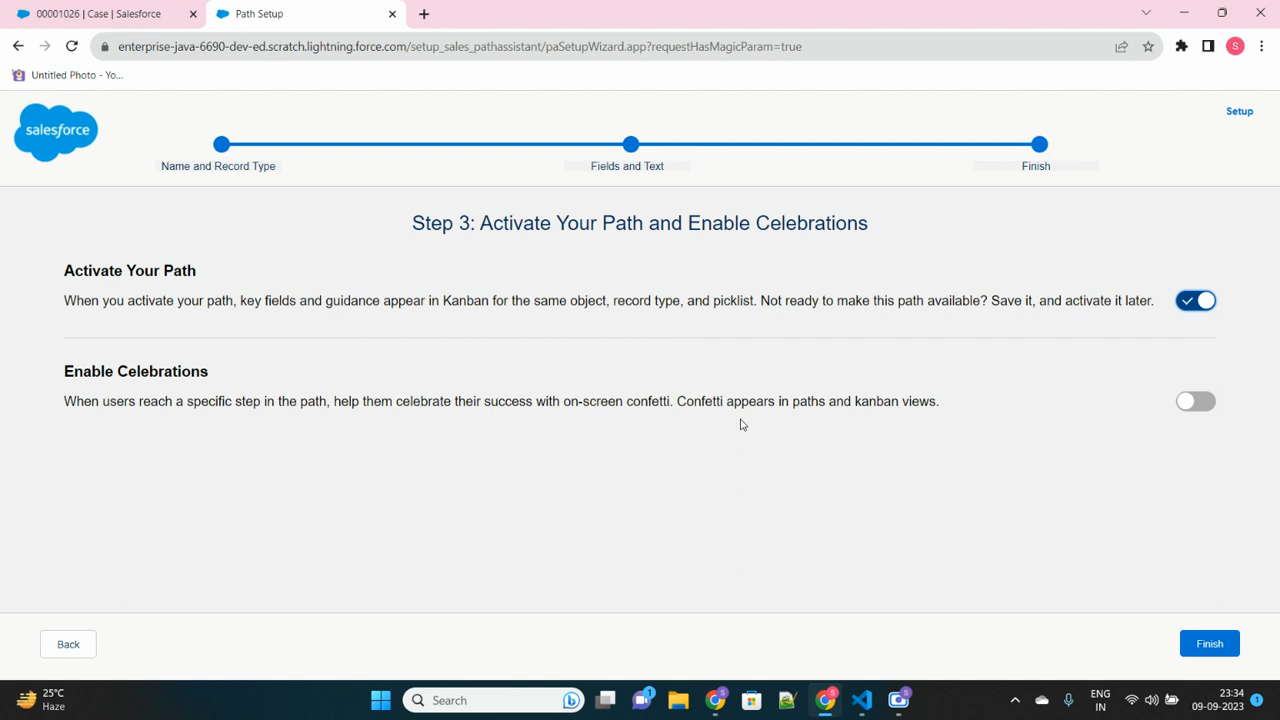 00001026 | Case | Salesforce
Path Setup
enterprise-java-6690-dev-ed.scratch.lightning.force.com/setup_sales_pathassistant/paSetupWizard.app?requestHasMagicParam=true
S
Untitled Photo - Yo...
salesforce
Setup
Name and Record Type
Fields and Text
Finish
Step 3: Activate Your Path and Enable Celebrations
Activate Your Path
When you activate your path, key fields and guidance appear in Kanban for the same object, record type, and picklist. Not ready to make this path available? Save it, and activate it later.
Enable Celebrations
When users reach a specific step in the path, help them celebrate their success with on-screen confetti. Confetti appears in paths and kanban views.
Back
Finish
25°C
Haze
Search
1
ENG
IN
23:34
09-09-2023
1